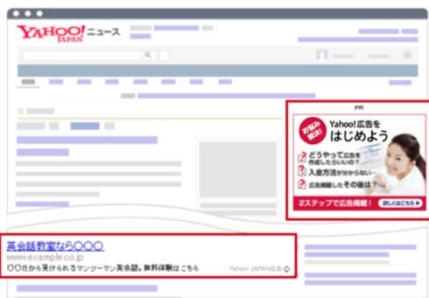 YAHOO! ニュース
JAPAN
PR
お悩み
解決!
Yahoo!広告を
はじめよう
1 どうやって広告を
作成したらいいの?
2 入金方法が分からない…
3 広告掲載したその後は?
2ステップで広告掲載!
詳しくはこちら
英会話教室なら〇〇〇
www.example.co.jp
〇〇だから受けられるマンツーマン英会話。無料体験はこちら
Yahoo! JAPAN広告